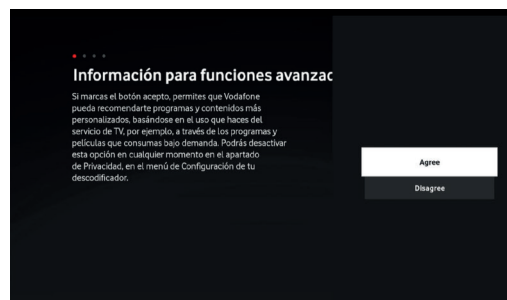 Información para funciones avanzac
Si marcas el botón acepto, permites que Vodafone
pueda recomendarte programas y contenidos más
personalizados, basándose en el uso que haces del
servicio de TV, por ejemplo, a través de los programas y
películas que consumas bajo demanda. Podrás desactivar
esta opción en cualquier momento en el apartado
de Privacidad, en el menú de Configuración de tu
descodificador.
Agree
Disagree